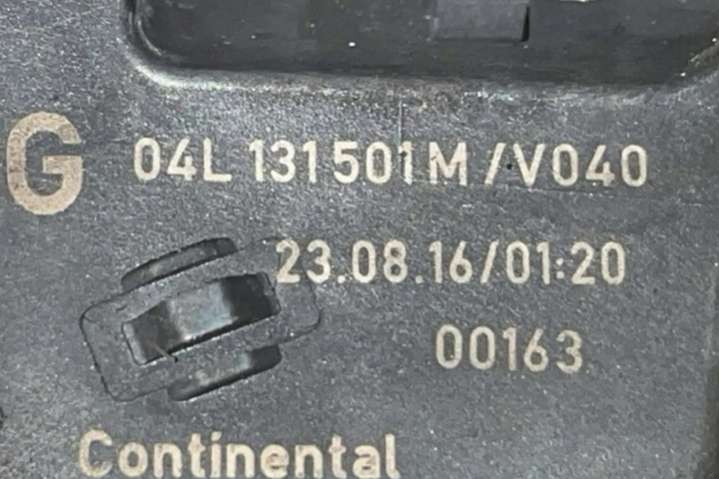 G 04L 131 501 M /V040
23.08.16/01:20
00163
Continental